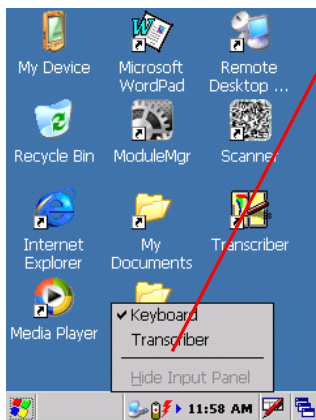 My Device Microsoft Remote
WordPad Desktop ...
Recycle Bin ModuleMgr Scanner
Internet My Transcriber
Explorer Documents
Media Player
Keyboard
Transcriber
Hide Input Panel
11:58 AM